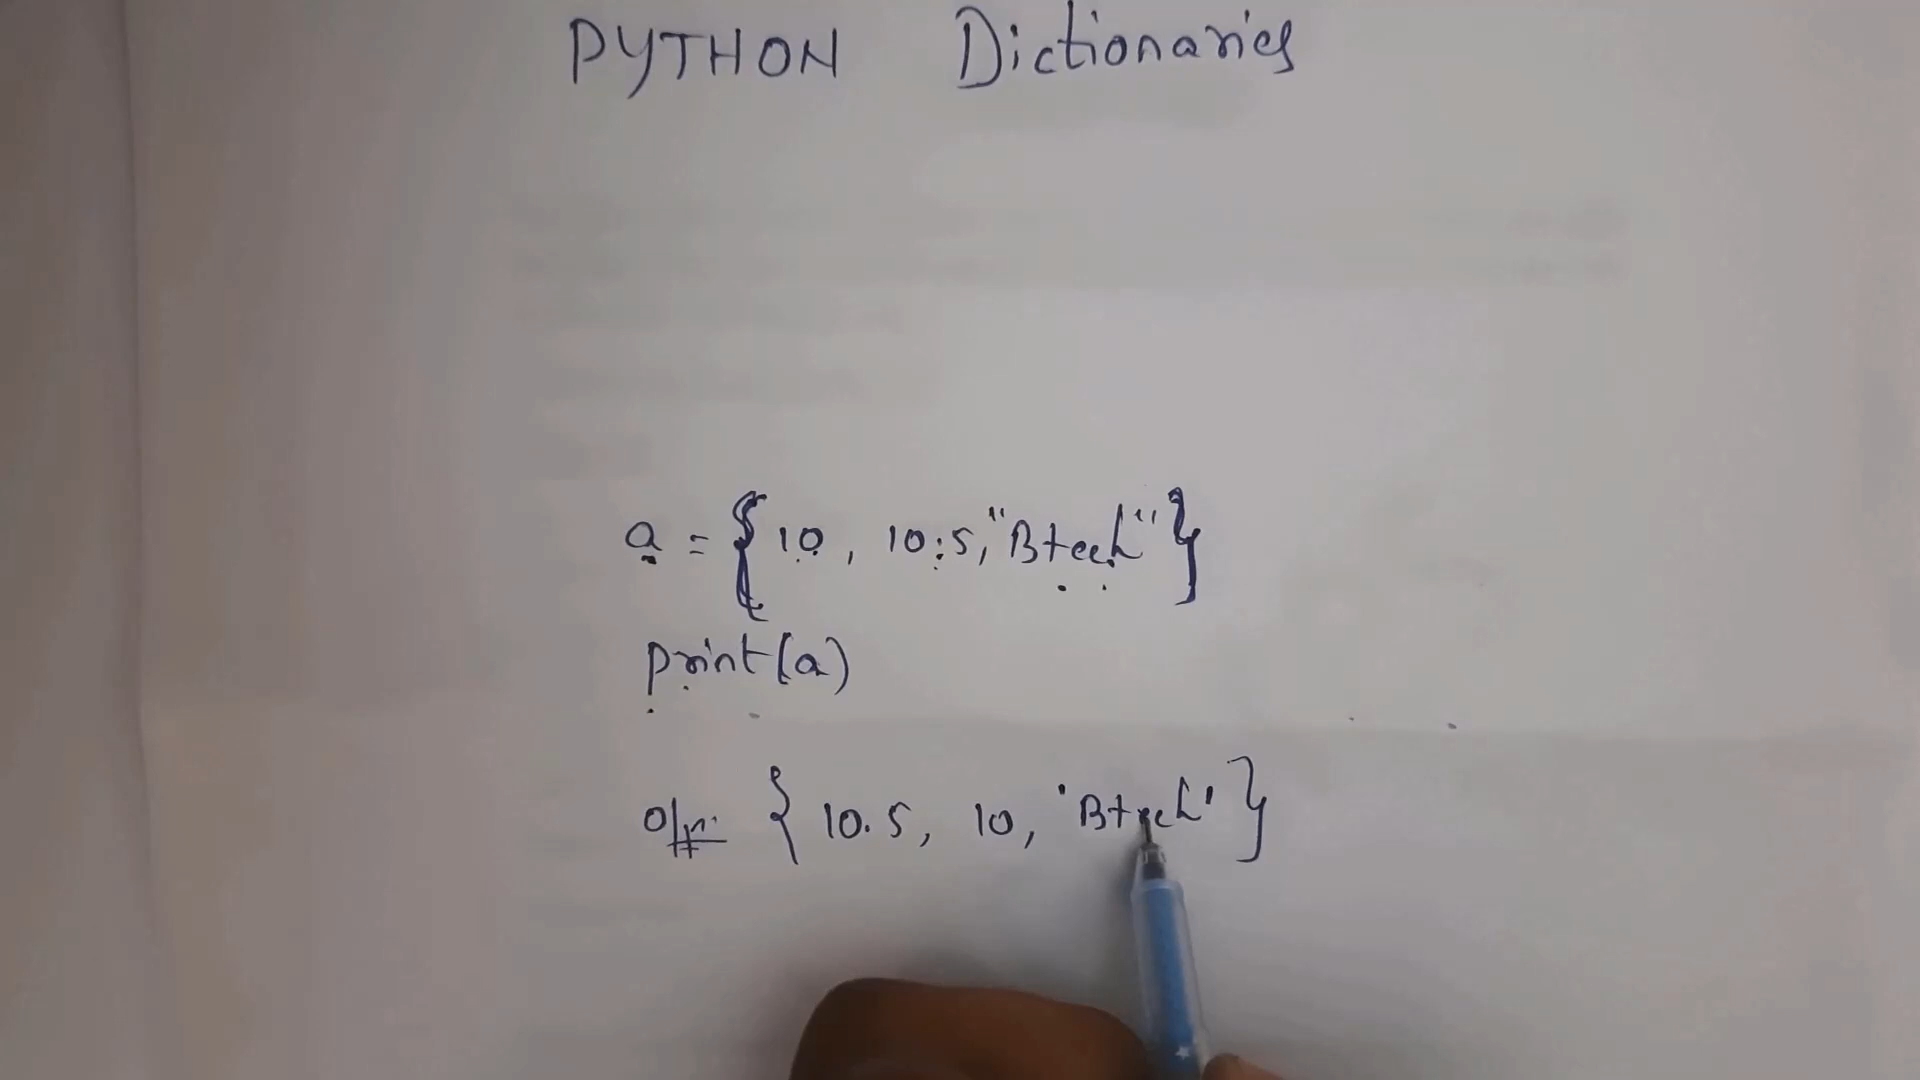 PYTHON Dictionaries
a = {10, 10.5, "Btech"}
print(a)
o/p: {10.5, 10, 'Btech'}